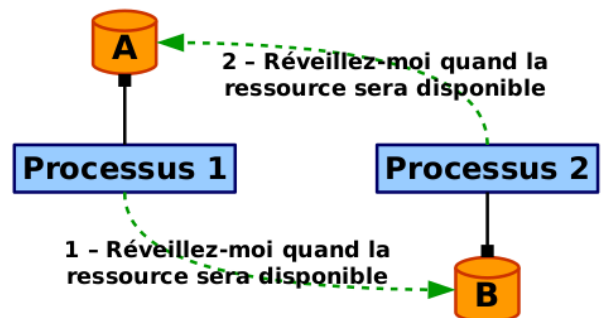 A
2 – Réveillez-moi quand la
ressource sera disponible
Processus 1
Processus 2
1 – Réveillez-moi quand la
ressource sera disponible
B